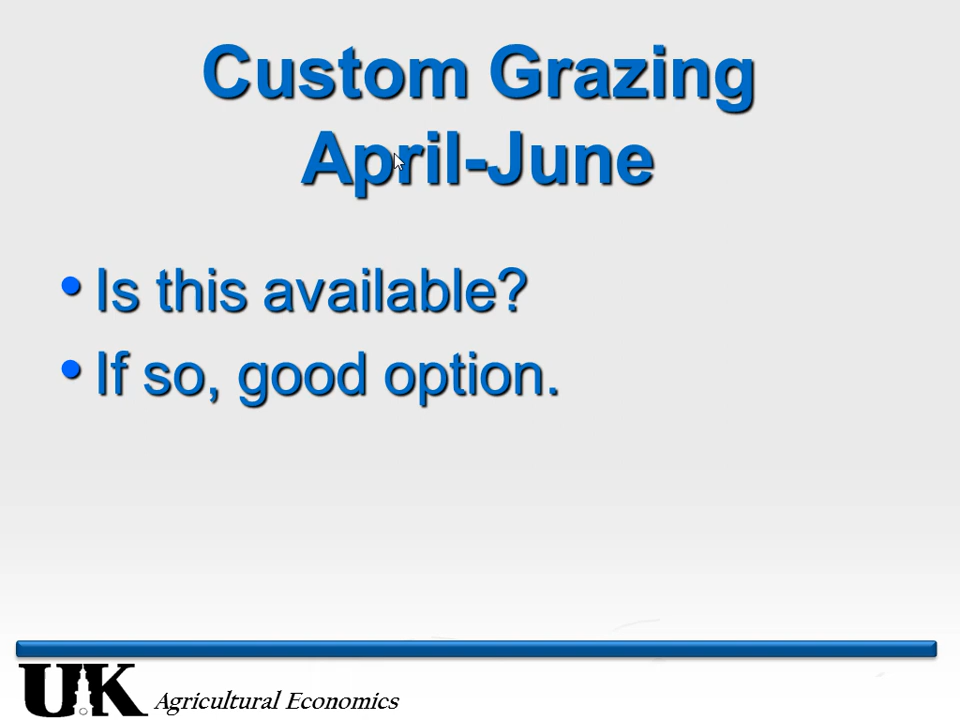 Custom Grazing
April-June
• Is this available?
• If so, good option.
UK Agricultural Economics